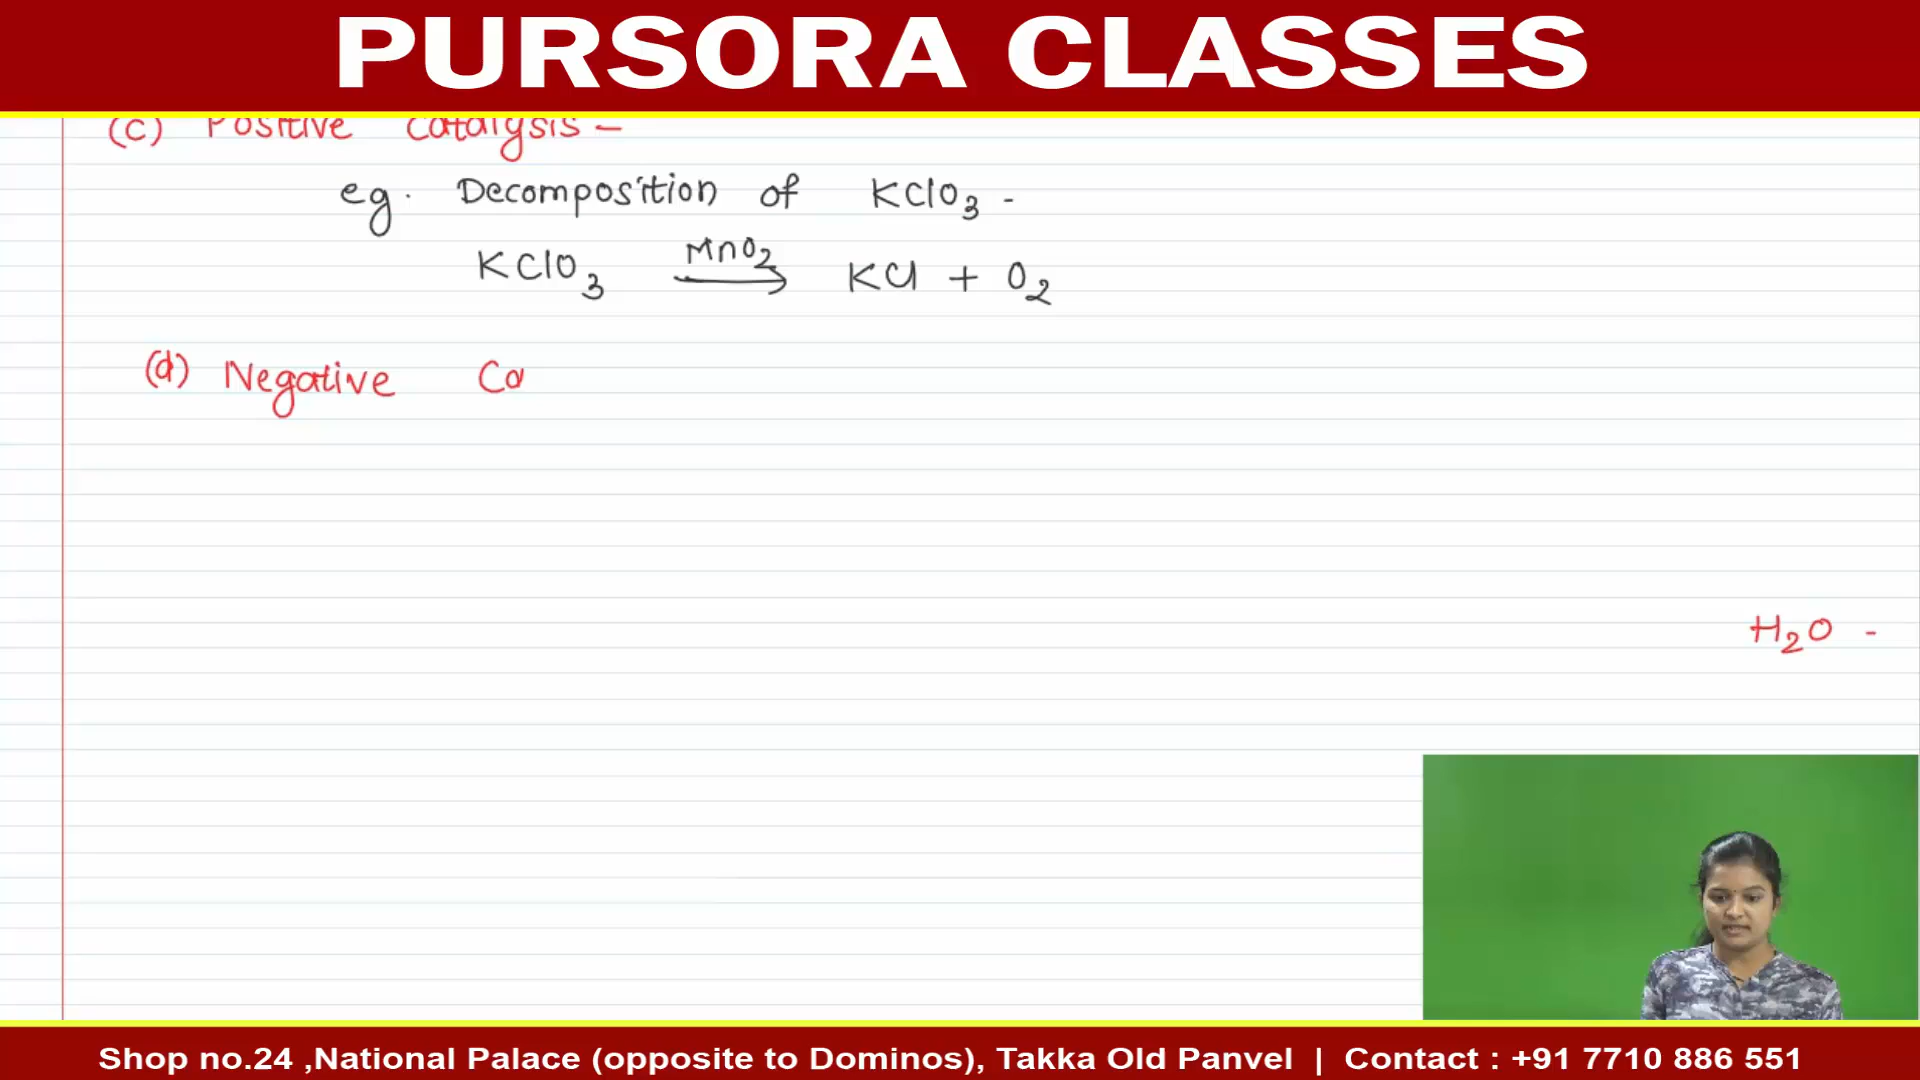 PURSORA CLASSES
(c) Positive Catalysis -
eg. Decomposition of KClO3 -
KClO3 MnO2 → KCl + O2
(d) Negative Ca
H2O -
Shop no.24 ,National Palace (opposite to Dominos), Takka Old Panvel | Contact : +91 7710 886 551